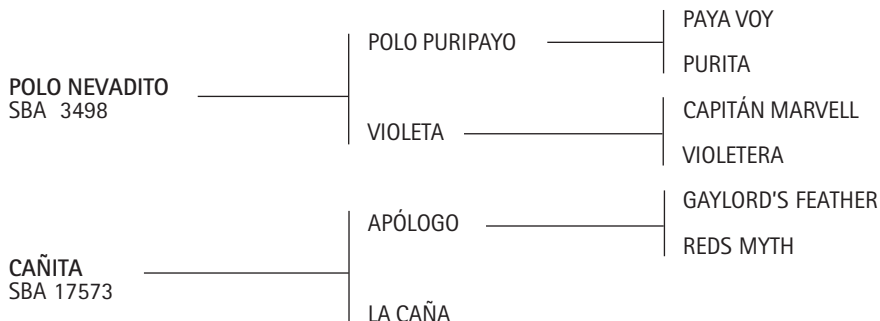 POLO NEVADITO
SBA 3498
POLO PURIPAYO
PAYA VOY
PURITA
VIOLETA
CAPITÁN MARVELL
VIOLETERA
CAÑITA
SBA 17573
APÓLOGO
GAYLORD'S FEATHER
REDS MYTH
LA CAÑA